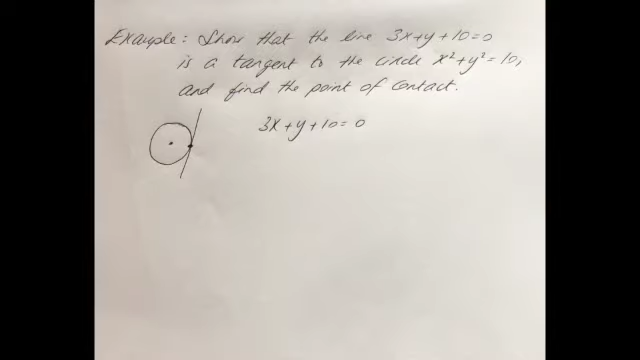 Example: Show that the line 3x+y+10=0
is a tangent to the circle x²+y²=10,
and find the point of contact.
3x+y+10=0